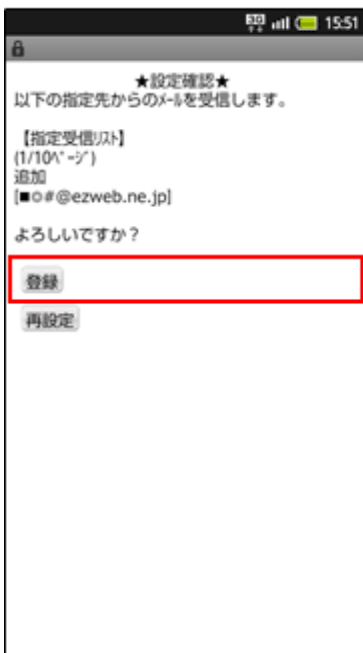 3G 15:51
★設定確認★
以下の指定先からのﾒｰﾙを受信します。
【指定受信ﾘｽﾄ】
(1/10ﾍﾟｰｼﾞ)
追加
[■○#@ezweb.ne.jp]
よろしいですか？
登録
再設定